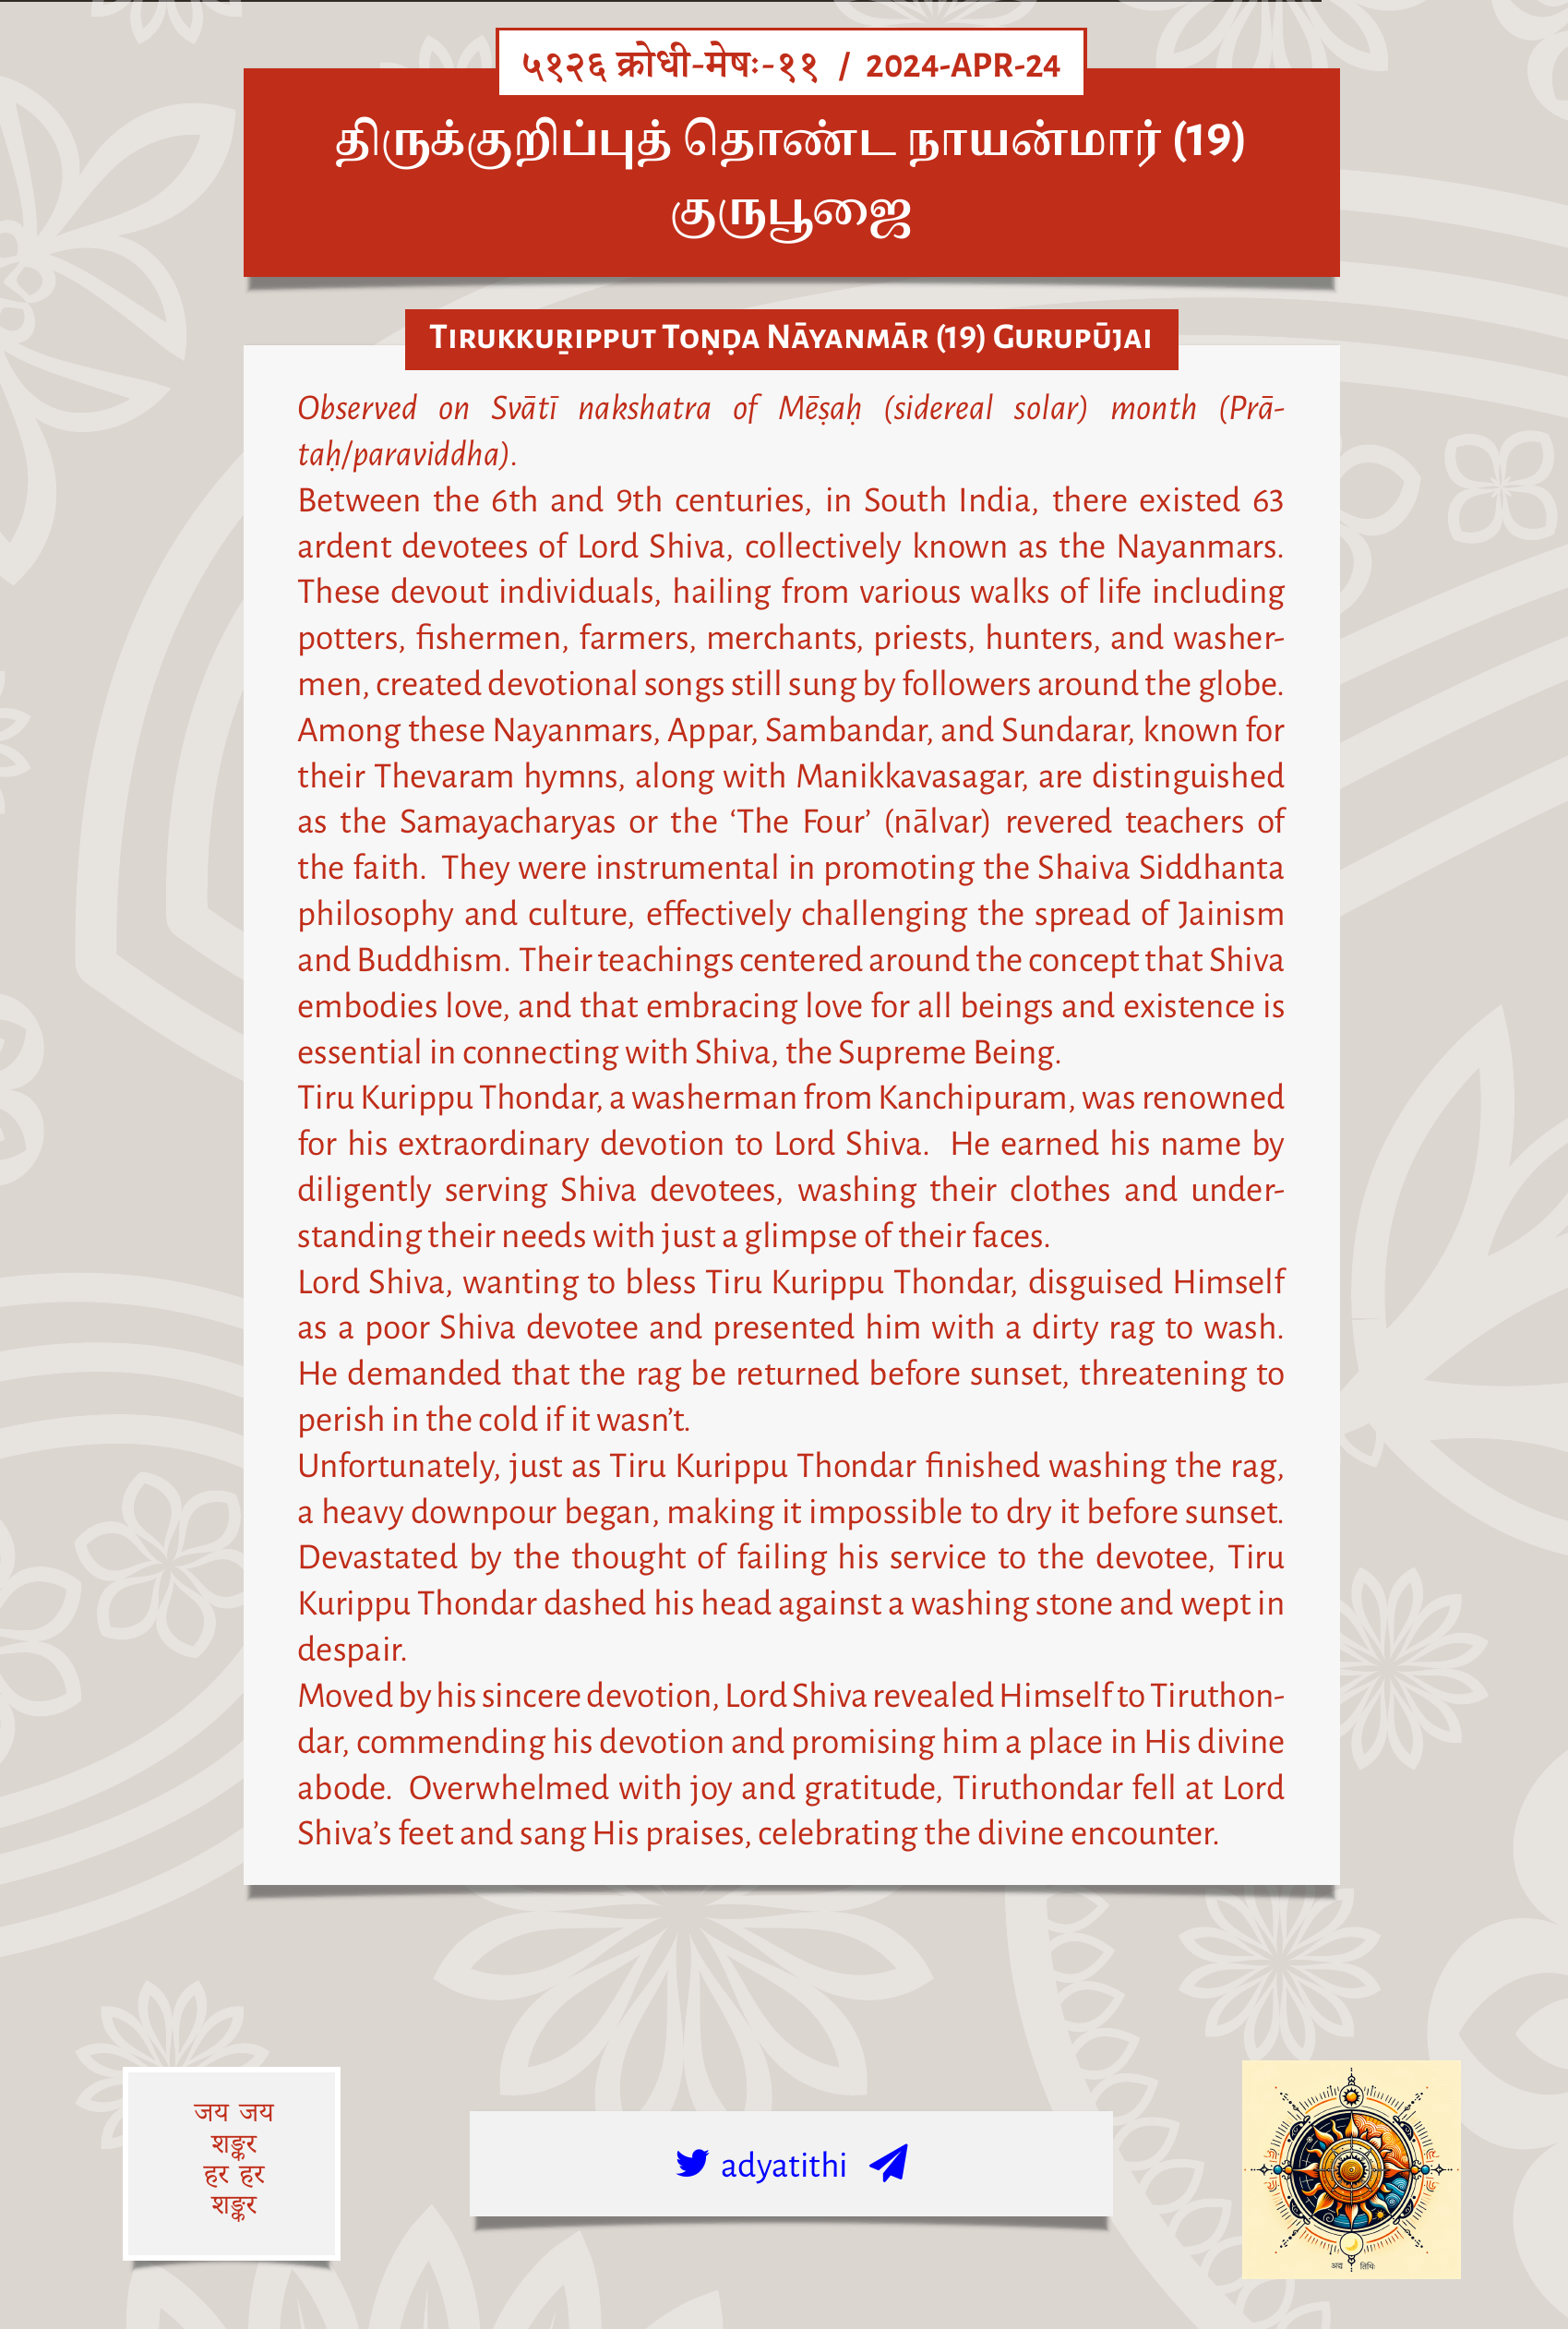 ५१२६ क्रोधी-मेषः-११ / 2024-APR-24
திருக்குறிப்புத் தொண்ட நாயன்மார் (19)
குருபூஜை
Tirukkuṟipput Toṇḍa Nāyanmār (19) Gurupūjai
Observed on Svātī nakshatra of Mēṣaḥ (sidereal solar) month (Prā-
taḥ/paraviddha).
Between the 6th and 9th centuries, in South India, there existed 63
ardent devotees of Lord Shiva, collectively known as the Nayanmars.
These devout individuals, hailing from various walks of life including
potters, fishermen, farmers, merchants, priests, hunters, and washer-
men, created devotional songs still sung by followers around the globe.
Among these Nayanmars, Appar, Sambandar, and Sundarar, known for
their Thevaram hymns, along with Manikkavasagar, are distinguished
as the Samayacharyas or the ‘The Four’ (nālvar) revered teachers of
the faith. They were instrumental in promoting the Shaiva Siddhanta
philosophy and culture, effectively challenging the spread of Jainism
and Buddhism. Their teachings centered around the concept that Shiva
embodies love, and that embracing love for all beings and existence is
essential in connecting with Shiva, the Supreme Being.
Tiru Kurippu Thondar, a washerman from Kanchipuram, was renowned
for his extraordinary devotion to Lord Shiva. He earned his name by
diligently serving Shiva devotees, washing their clothes and under-
standing their needs with just a glimpse of their faces.
Lord Shiva, wanting to bless Tiru Kurippu Thondar, disguised Himself
as a poor Shiva devotee and presented him with a dirty rag to wash.
He demanded that the rag be returned before sunset, threatening to
perish in the cold if it wasn’t.
Unfortunately, just as Tiru Kurippu Thondar finished washing the rag,
a heavy downpour began, making it impossible to dry it before sunset.
Devastated by the thought of failing his service to the devotee, Tiru
Kurippu Thondar dashed his head against a washing stone and wept in
despair.
Moved by his sincere devotion, Lord Shiva revealed Himself to Tiruthon-
dar, commending his devotion and promising him a place in His divine
abode. Overwhelmed with joy and gratitude, Tiruthondar fell at Lord
Shiva’s feet and sang His praises, celebrating the divine encounter.
जय जय
शङ्कर
हर हर
शङ्कर
adyatithi
अद्य तिथिः